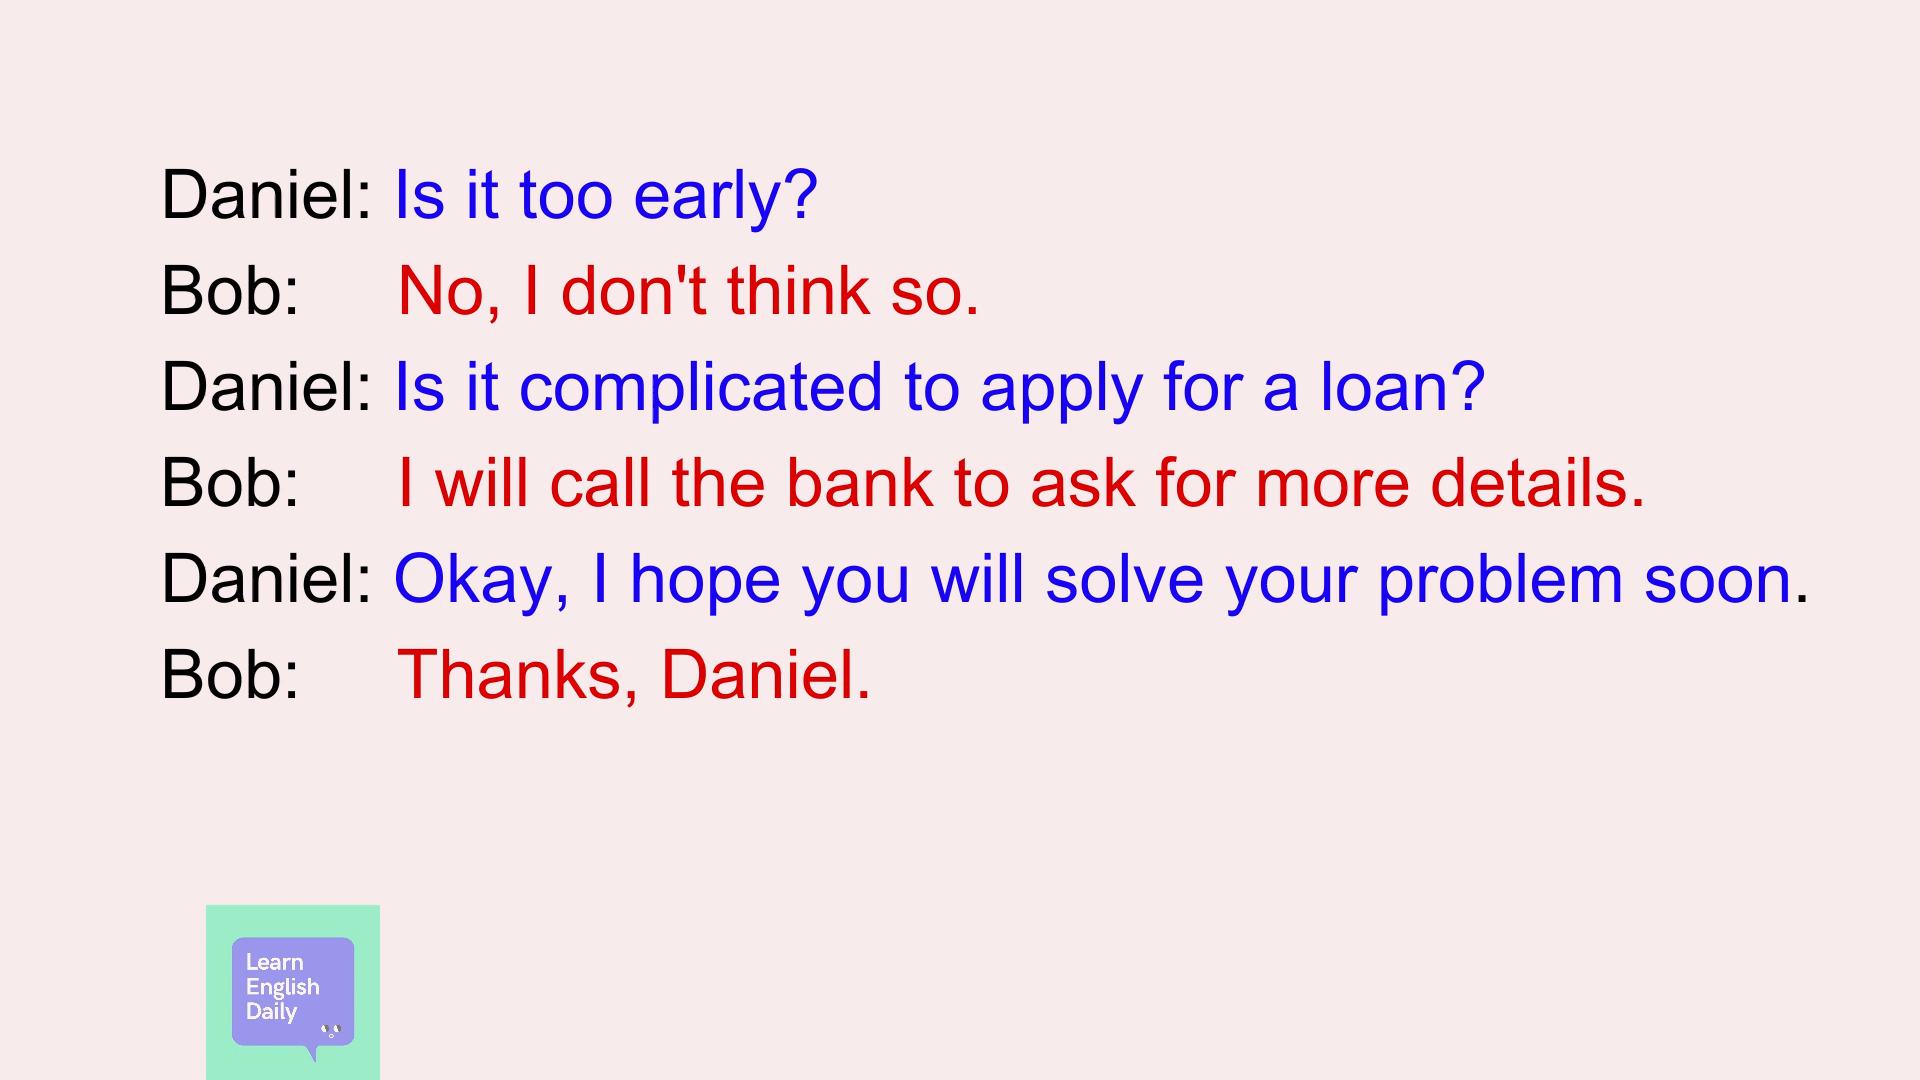 Daniel: Is it too early?
Bob: No, I don't think so.
Daniel: Is it complicated to apply for a loan?
Bob: I will call the bank to ask for more details.
Daniel: Okay, I hope you will solve your problem soon.
Bob: Thanks, Daniel.
Learn
English
Daily